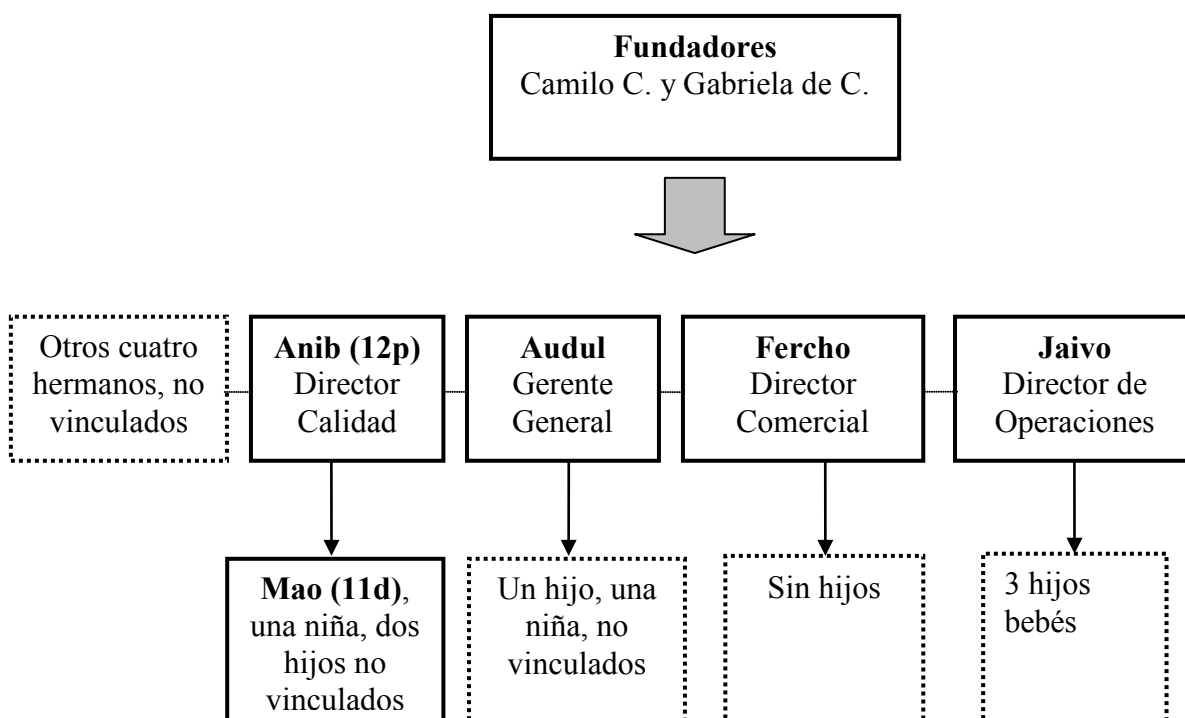 Fundadores
Camilo C. y Gabriela de C.
Otros cuatro
hermanos, no
vinculados
Anib (12p)
Director
Calidad
Audul
Gerente
General
Fercho
Director
Comercial
Jaivo
Director de
Operaciones
Mao (11d),
una niña, dos
hijos no
vinculados
Un hijo, una
niña, no
vinculados
Sin hijos
3 hijos
bebés